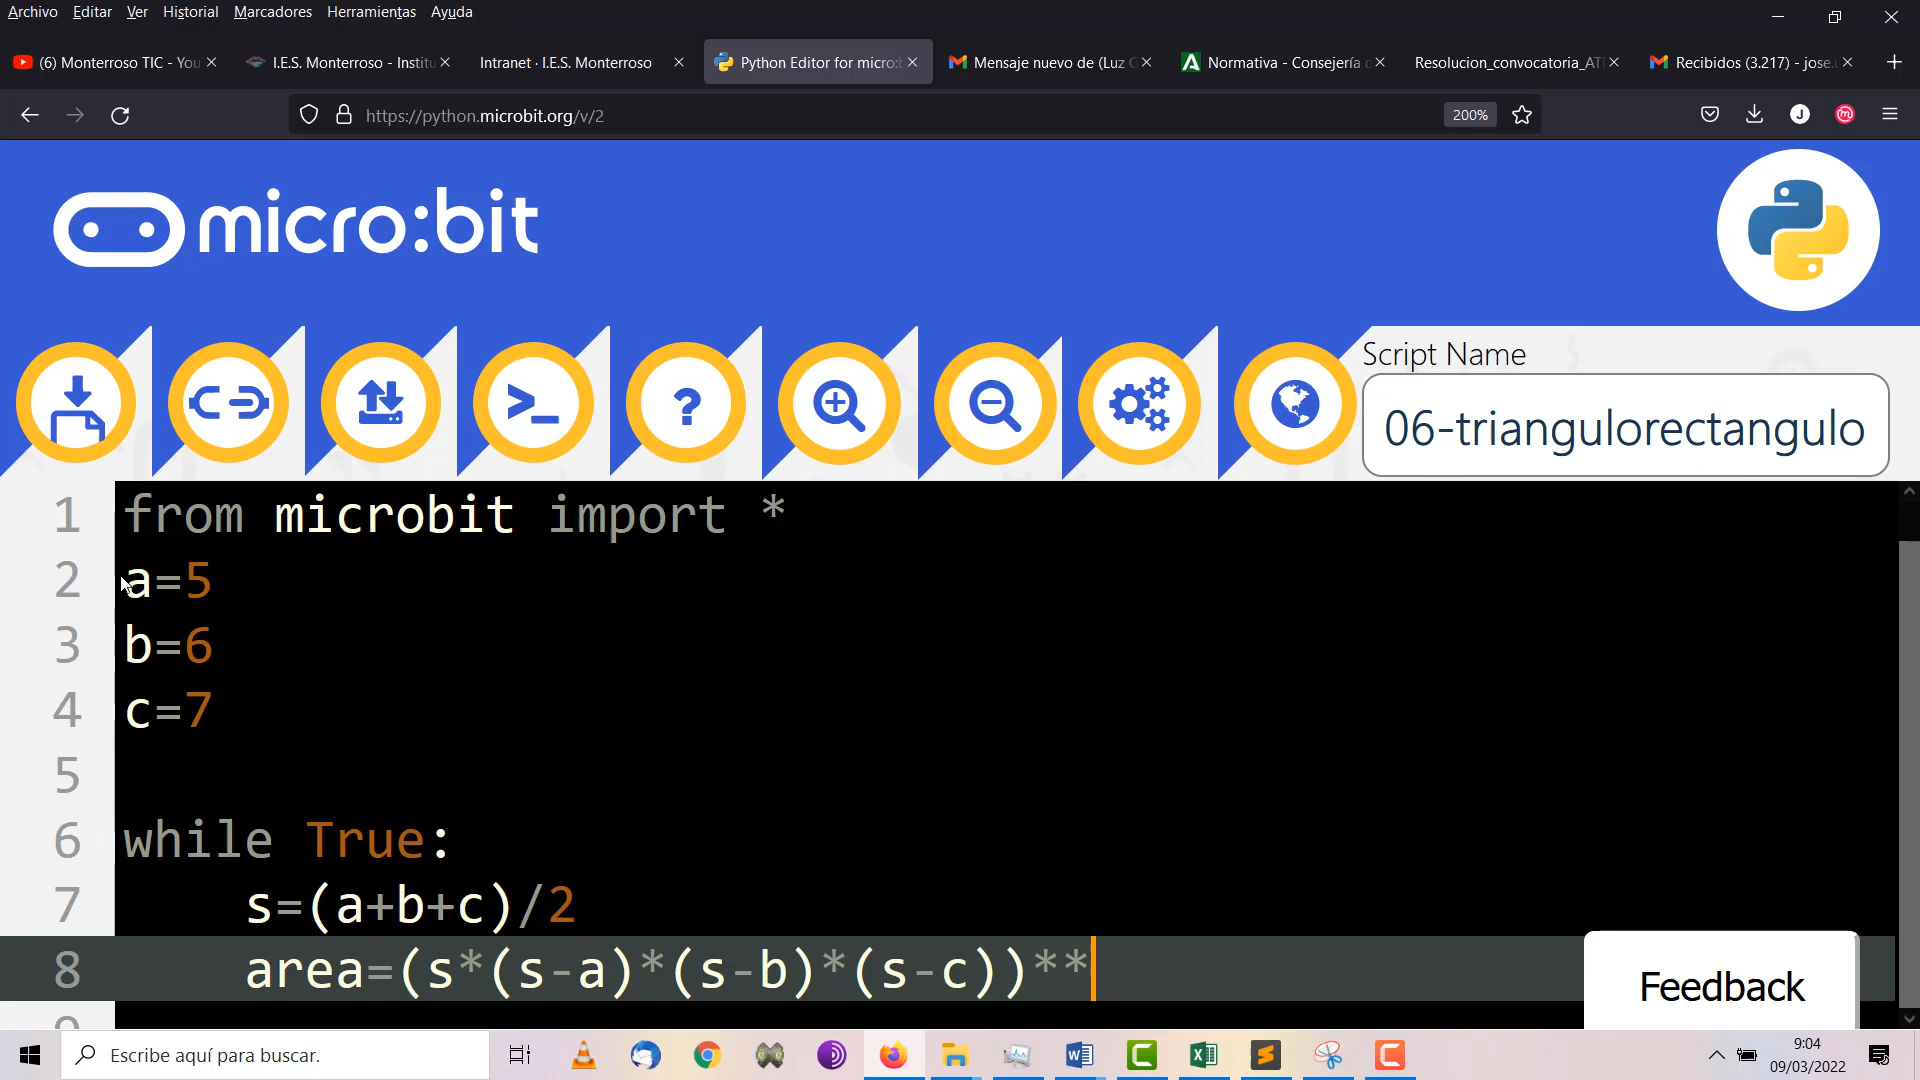 Archivo Editar Ver Historial Marcadores Herramientas Ayuda
(6) Monterroso TIC - You I.E.S. Monterroso - Institu Intranet · I.E.S. Monterroso Python Editor for micro:b Mensaje nuevo de (Luz G Normativa - Consejería d Resolucion_convocatoria_ATI Recibidos (3.217) - jose.u
https://python.microbit.org/v/2 200% J m
micro:bit
Script Name
06-triangulorectangulo
1 from microbit import *
2 a=5
3 b=6
4 c=7
5
6 while True:
7 s=(a+b+c)/2
8 area=(s*(s-a)*(s-b)*(s-c))**
9
Feedback
Escribe aquí para buscar.
9:04
09/03/2022